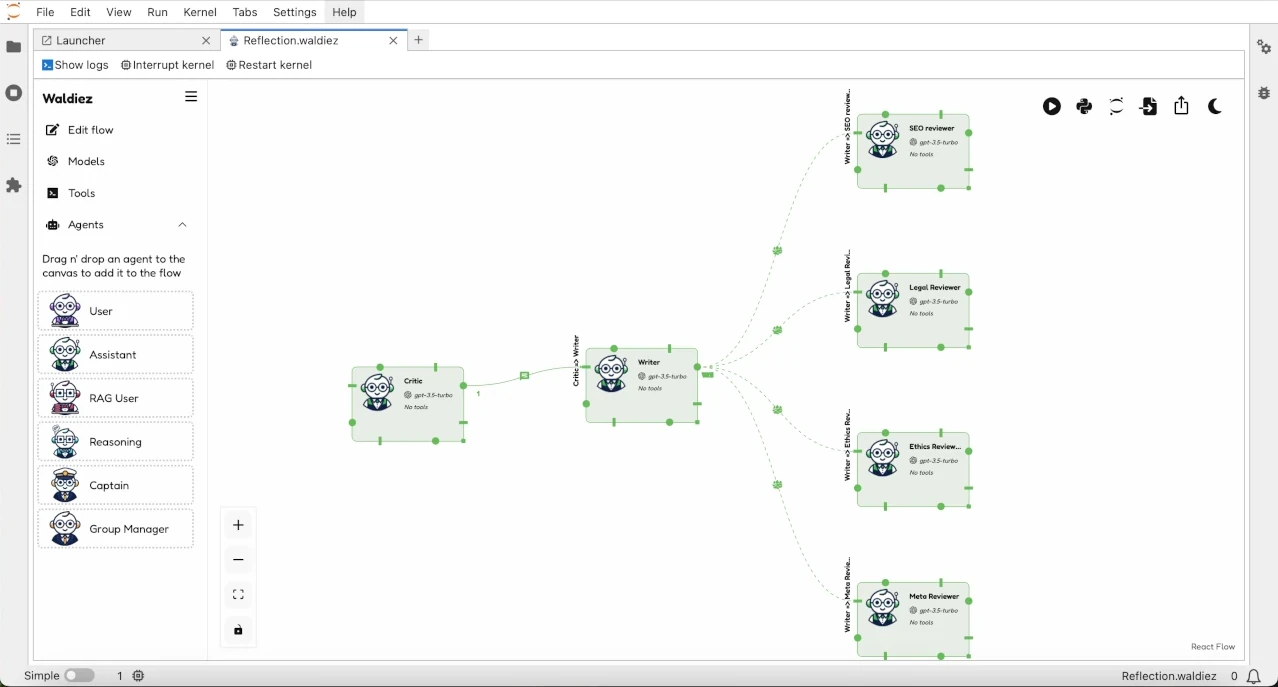 File Edit View Run Kernel Tabs Settings Help
Launcher
Reflection.waldiez
Show logs Interrupt kernel Restart kernel
Waldiez
Edit flow
Models
Tools
Agents
Drag n' drop an agent to the
canvas to add it to the flow
User
Assistant
RAG User
Reasoning
Captain
Group Manager
Critic
gpt-3.5-turbo
No tools
1
Critic => Writer
Writer
gpt-3.5-turbo
No tools
Writer => SEO review...
SEO reviewer
gpt-3.5-turbo
No tools
Writer => Legal Revi...
Legal Reviewer
gpt-3.5-turbo
No tools
Writer => Ethics Rev...
Ethics Review...
gpt-3.5-turbo
No tools
Writer => Meta Revie...
Meta Reviewer
gpt-3.5-turbo
No tools
React Flow
Simple 1
Reflection.waldiez 0